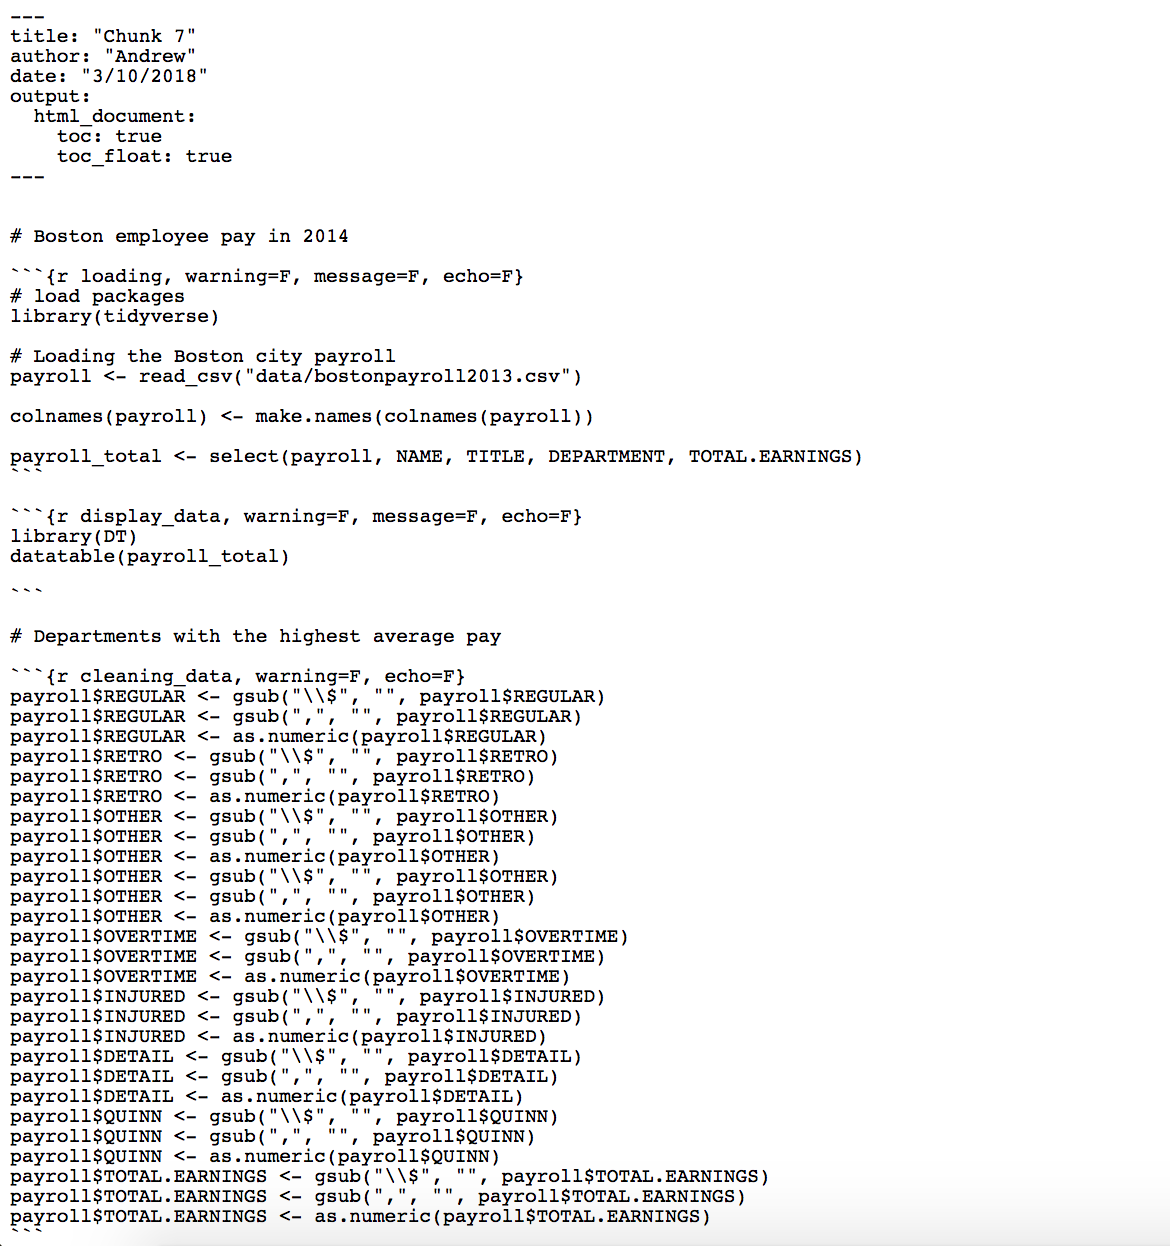 ---
title: "Chunk 7"
author: "Andrew"
date: "3/10/2018"
output:
  html_document:
    toc: true
    toc_float: true
---
# Boston employee pay in 2014
```{r loading, warning=F, message=F, echo=F}
# load packages
library(tidyverse)
# Loading the Boston city payroll
payroll <- read_csv("data/bostonpayroll2013.csv")
colnames(payroll) <- make.names(colnames(payroll))
payroll_total <- select(payroll, NAME, TITLE, DEPARTMENT, TOTAL.EARNINGS)
```
```{r display_data, warning=F, message=F, echo=F}
library(DT)
datatable(payroll_total)
```
# Departments with the highest average pay
```{r cleaning_data, warning=F, echo=F}
payroll$REGULAR <- gsub("\\$", "", payroll$REGULAR)
payroll$REGULAR <- gsub(",", "", payroll$REGULAR)
payroll$REGULAR <- as.numeric(payroll$REGULAR)
payroll$RETRO <- gsub("\\$", "", payroll$RETRO)
payroll$RETRO <- gsub(",", "", payroll$RETRO)
payroll$RETRO <- as.numeric(payroll$RETRO)
payroll$OTHER <- gsub("\\$", "", payroll$OTHER)
payroll$OTHER <- gsub(",", "", payroll$OTHER)
payroll$OTHER <- as.numeric(payroll$OTHER)
payroll$OTHER <- gsub("\\$", "", payroll$OTHER)
payroll$OTHER <- gsub(",", "", payroll$OTHER)
payroll$OTHER <- as.numeric(payroll$OTHER)
payroll$OVERTIME <- gsub("\\$", "", payroll$OVERTIME)
payroll$OVERTIME <- gsub(",", "", payroll$OVERTIME)
payroll$OVERTIME <- as.numeric(payroll$OVERTIME)
payroll$INJURED <- gsub("\\$", "", payroll$INJURED)
payroll$INJURED <- gsub(",", "", payroll$INJURED)
payroll$INJURED <- as.numeric(payroll$INJURED)
payroll$DETAIL <- gsub("\\$", "", payroll$DETAIL)
payroll$DETAIL <- gsub(",", "", payroll$DETAIL)
payroll$DETAIL <- as.numeric(payroll$DETAIL)
payroll$QUINN <- gsub("\\$", "", payroll$QUINN)
payroll$QUINN <- gsub(",", "", payroll$QUINN)
payroll$QUINN <- as.numeric(payroll$QUINN)
payroll$TOTAL.EARNINGS <- gsub("\\$", "", payroll$TOTAL.EARNINGS)
payroll$TOTAL.EARNINGS <- gsub(",", "", payroll$TOTAL.EARNINGS)
payroll$TOTAL.EARNINGS <- as.numeric(payroll$TOTAL.EARNINGS)
```